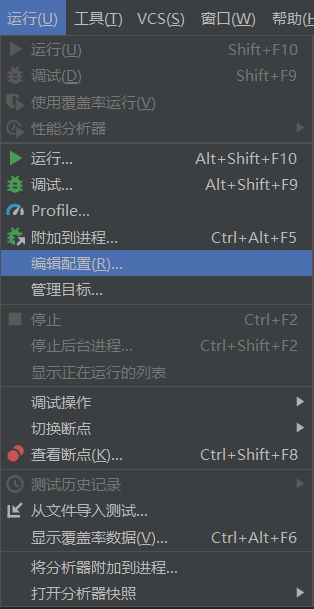 运行(U) 工具(T) VCS(S) 窗口(W) 帮助(H
运行(U) Shift+F10
调试(D) Shift+F9
使用覆盖率运行(V)
性能分析器
运行... Alt+Shift+F10
调试... Alt+Shift+F9
Profile...
附加到进程... Ctrl+Alt+F5
编辑配置(R)...
管理目标...
停止 Ctrl+F2
停止后台进程... Ctrl+Shift+F2
显示正在运行的列表
调试操作
切换断点
查看断点(K)... Ctrl+Shift+F8
测试历史记录
从文件导入测试...
显示覆盖率数据(V)... Ctrl+Alt+F6
将分析器附加到进程...
打开分析器快照